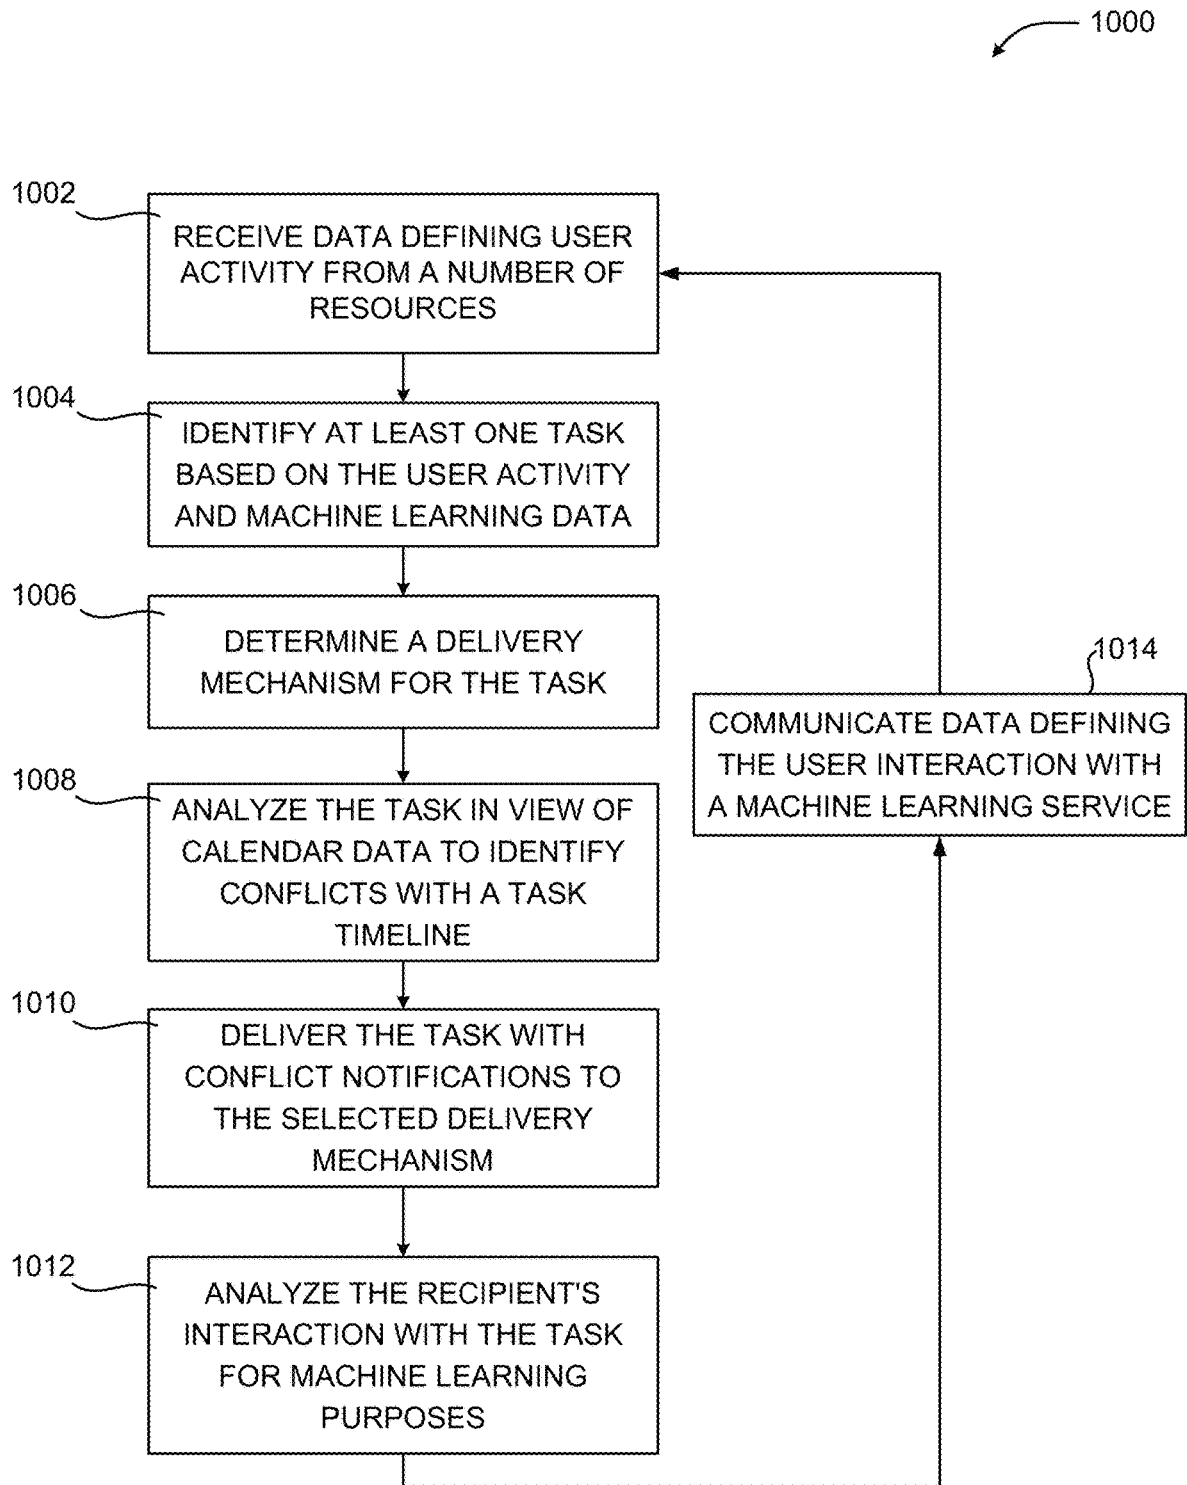 1000
1002
RECEIVE DATA DEFINING USER
ACTIVITY FROM A NUMBER OF
RESOURCES
1004
IDENTIFY AT LEAST ONE TASK
BASED ON THE USER ACTIVITY
AND MACHINE LEARNING DATA
1006
DETERMINE A DELIVERY
MECHANISM FOR THE TASK
1008
ANALYZE THE TASK IN VIEW OF
CALENDAR DATA TO IDENTIFY
CONFLICTS WITH A TASK
TIMELINE
1010
DELIVER THE TASK WITH
CONFLICT NOTIFICATIONS TO
THE SELECTED DELIVERY
MECHANISM
1012
ANALYZE THE RECIPIENT'S
INTERACTION WITH THE TASK
FOR MACHINE LEARNING
PURPOSES
1014
COMMUNICATE DATA DEFINING
THE USER INTERACTION WITH
A MACHINE LEARNING SERVICE